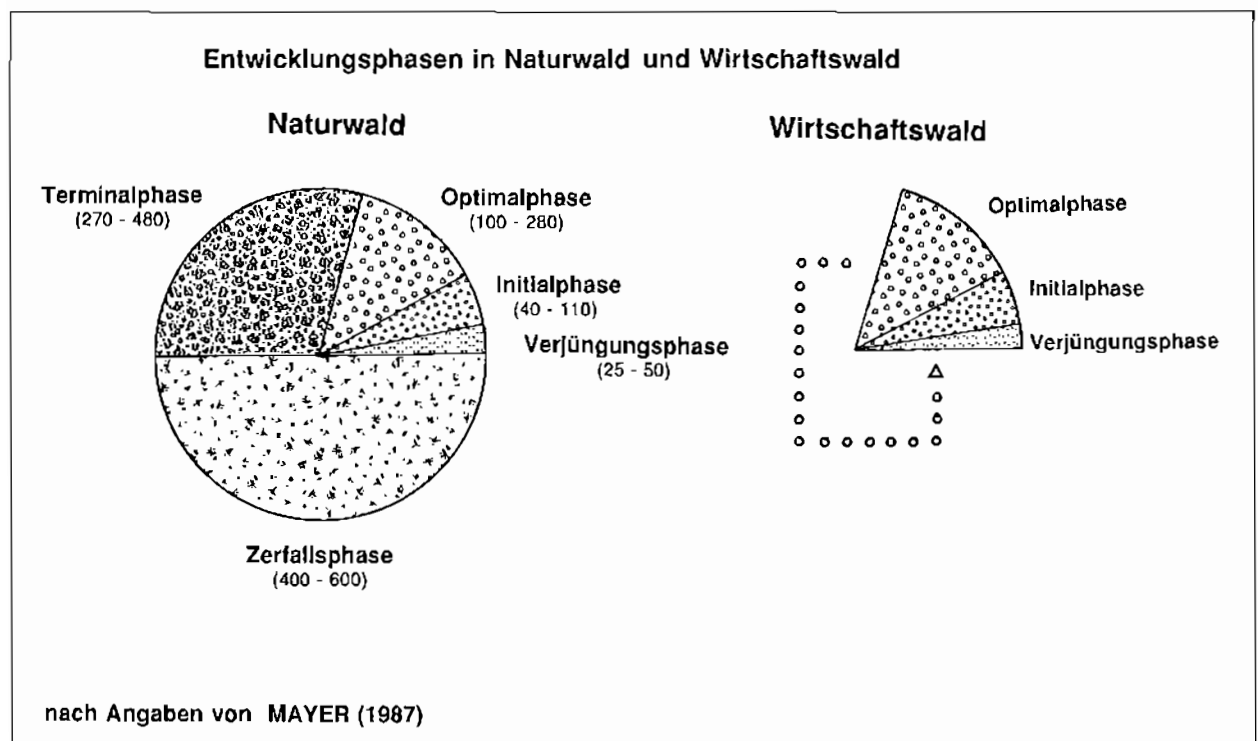 Entwicklungsphasen in Naturwald und Wirtschaftswald
Naturwald
Terminalphase
(270 - 480)
Optimalphase
(100 - 280)
Initialphase
(40 - 110)
Verjüngungsphase
(25 - 50)
Zerfallsphase
(400 - 600)
Wirtschaftswald
Optimalphase
Initialphase
Verjüngungsphase
nach Angaben von MAYER (1987)